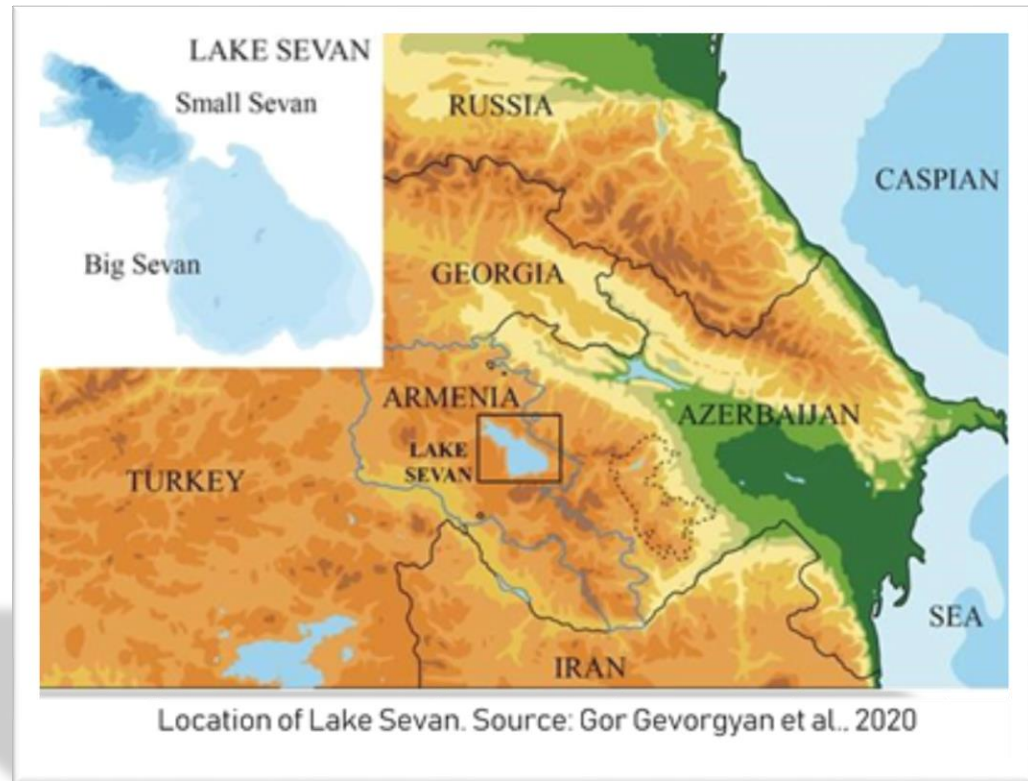 LAKE SEVAN
Small Sevan
Big Sevan
RUSSIA
CASPIAN
GEORGIA
ARMENIA
AZERBAIJAN
LAKE
SEVAN
TURKEY
SEA
IRAN
Location of Lake Sevan. Source: Gor Gevorgyan et al.. 2020